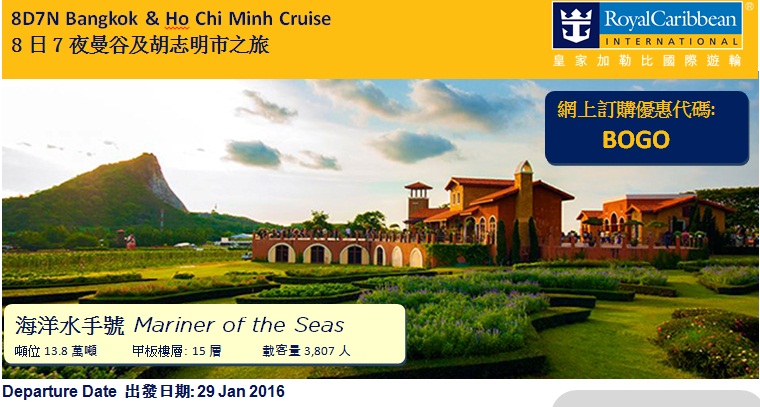 8D7N Bangkok & Ho Chi Minh Cruise
8 日 7 夜曼谷及胡志明市之旅
RoyalCaribbean®
INTERNATIONAL
皇家加勒比國際遊輪
網上訂購優惠代碼:
BOGO
海洋水手號 Mariner of the Seas
噸位 13.8 萬噸 甲板樓層: 15 層 載客量 3,807 人
Departure Date 出發日期: 29 Jan 2016